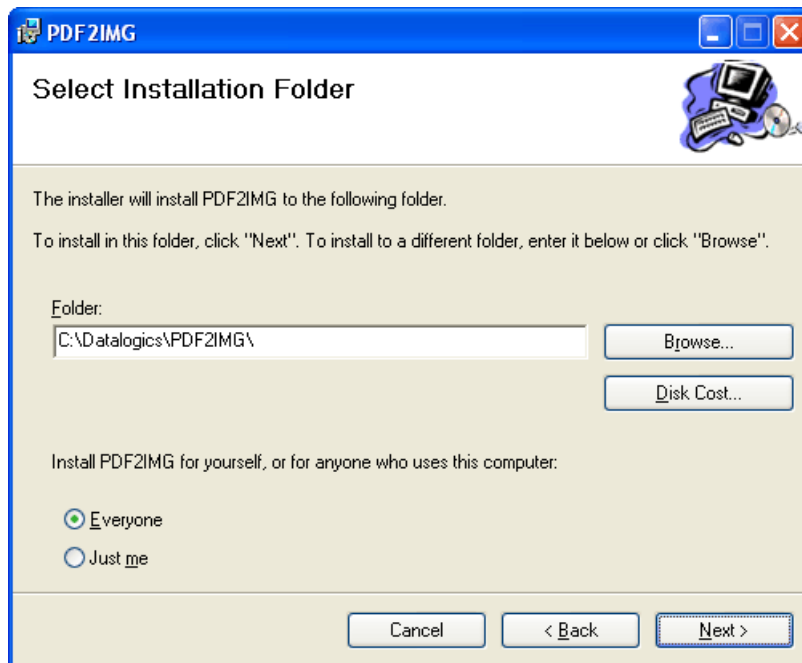 PDF2IMG
Select Installation Folder
The installer will install PDF2IMG to the following folder.
To install in this folder, click "Next". To install to a different folder, enter it below or click "Browse".
Folder:
C:\Datalogics\PDF2IMG\
Browse...
Disk Cost...
Install PDF2IMG for yourself, or for anyone who uses this computer:
Everyone
Just me
Cancel
< Back
Next >